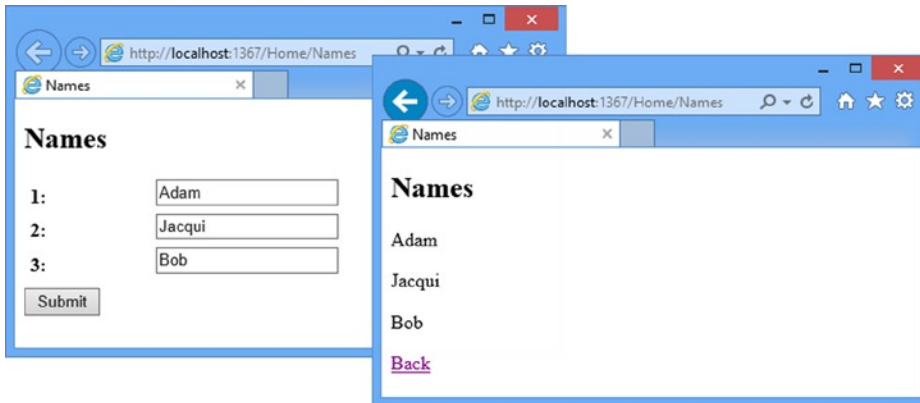 http://localhost:1367/Home/Names
Names
Names
1: Adam
2: Jacqui
3: Bob
Submit
http://localhost:1367/Home/Names
Names
Names
Adam
Jacqui
Bob
Back